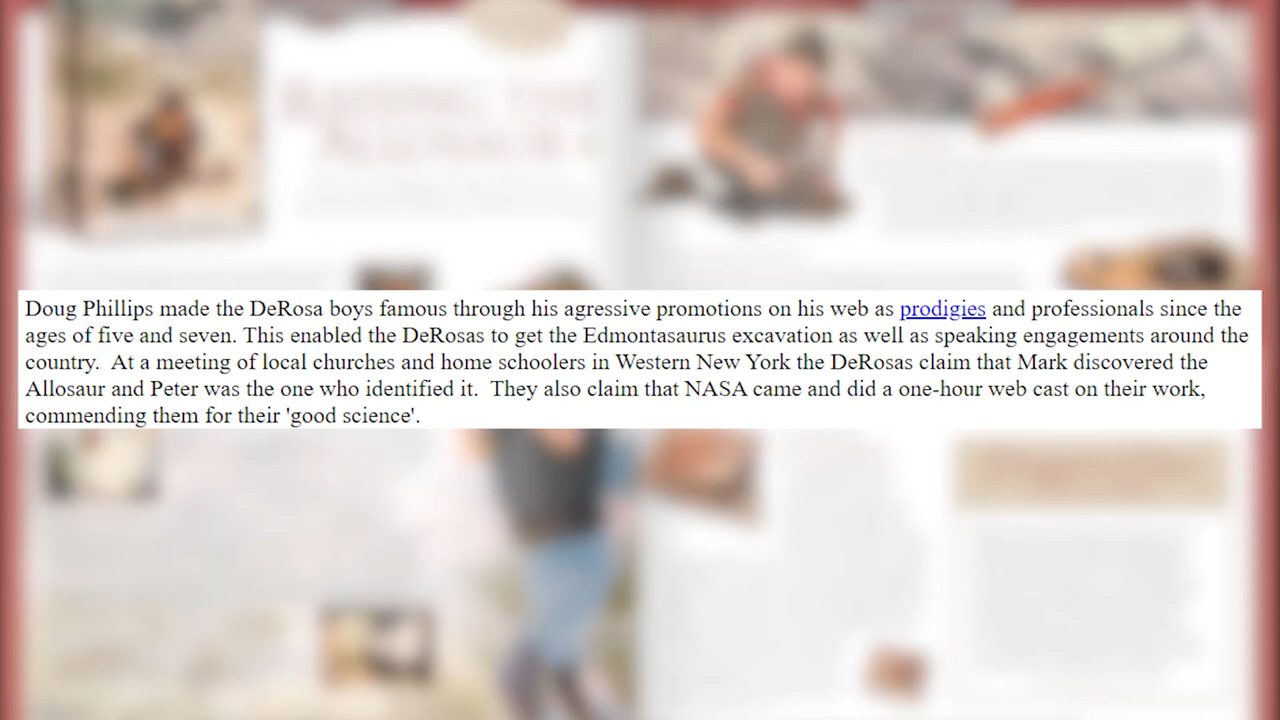 Doug Phillips made the DeRosa boys famous through his agressive promotions on his web as prodigies and professionals since the
ages of five and seven. This enabled the DeRosas to get the Edmontasaurus excavation as well as speaking engagements around the
country.  At a meeting of local churches and home schoolers in Western New York the DeRosas claim that Mark discovered the
Allosaur and Peter was the one who identified it.  They also claim that NASA came and did a one-hour web cast on their work,
commending them for their 'good science'.